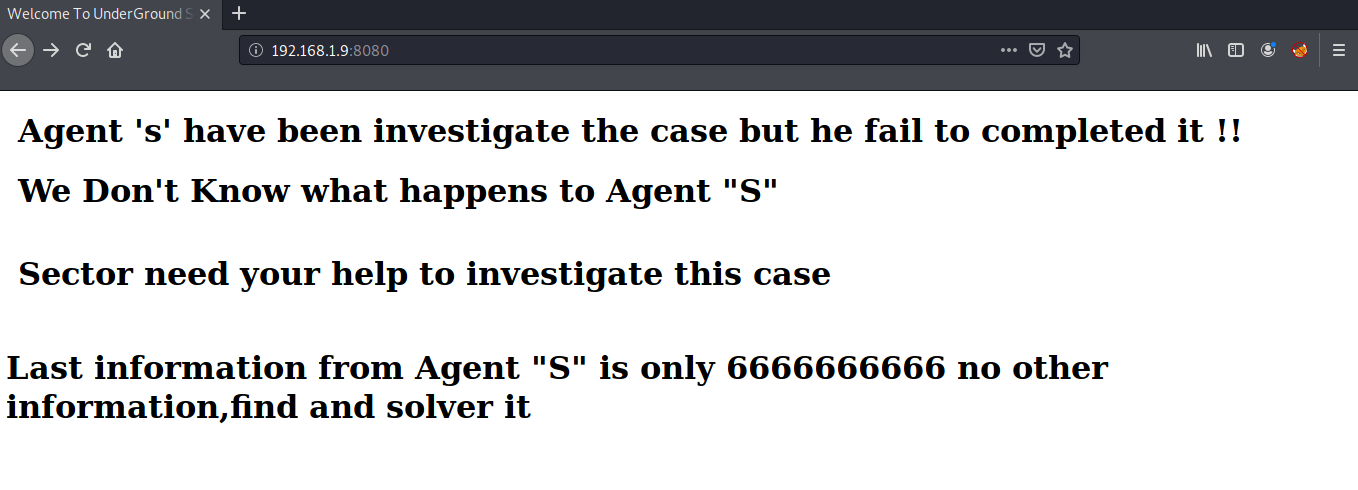 Welcome To UnderGround S
192.168.1.9:8080
Agent 's' have been investigate the case but he fail to completed it !!
We Don't Know what happens to Agent "S"
Sector need your help to investigate this case
Last information from Agent "S" is only 6666666666 no other
information,find and solver it